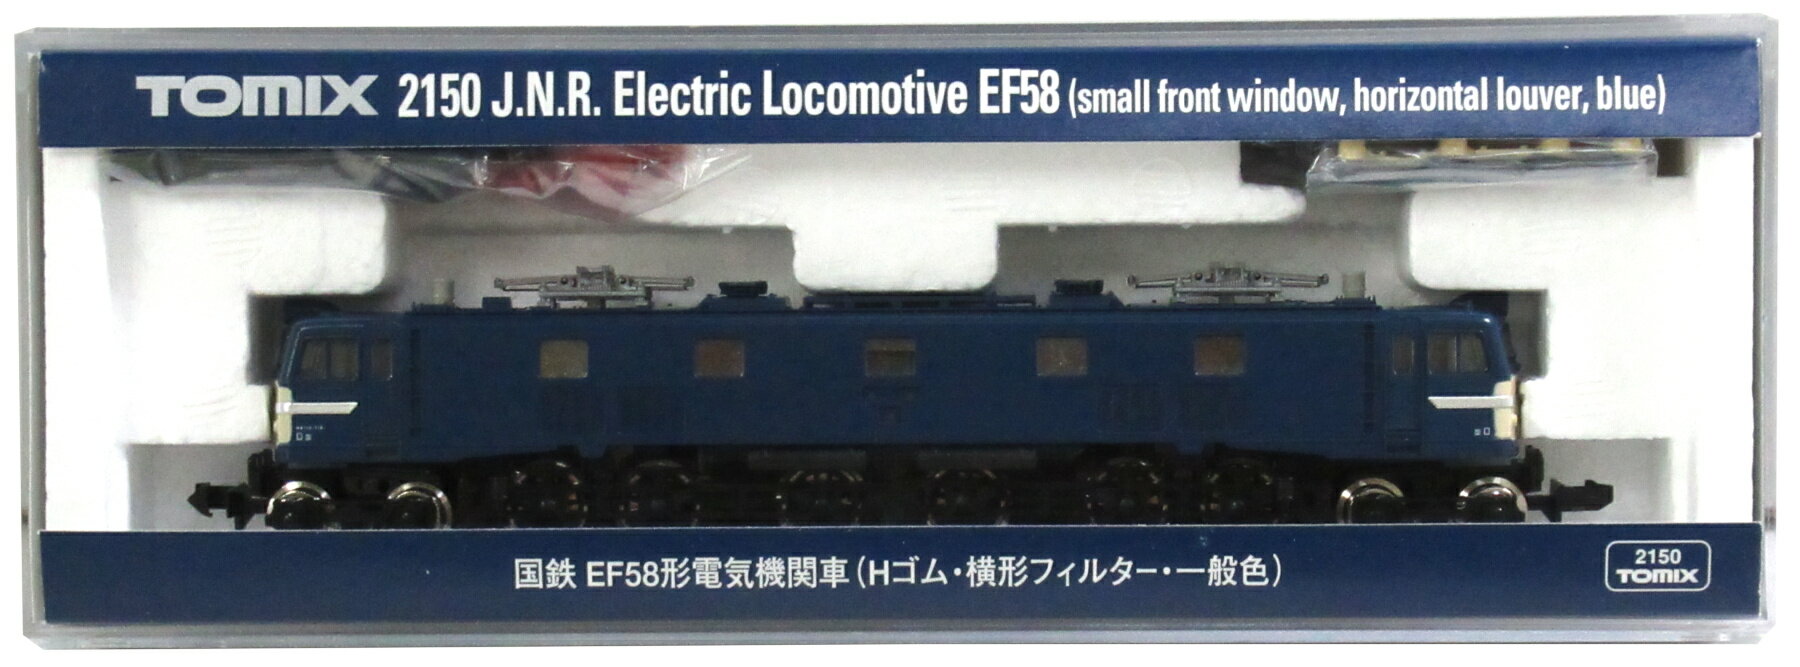 TOMIX 2150 J.N.R. Electric Locomotive EF58 (small front window, horizontal louver, blue)
国鉄 EF58形電気機関車(Hゴム・横形フィルター・一般色)
2150
TOMIX